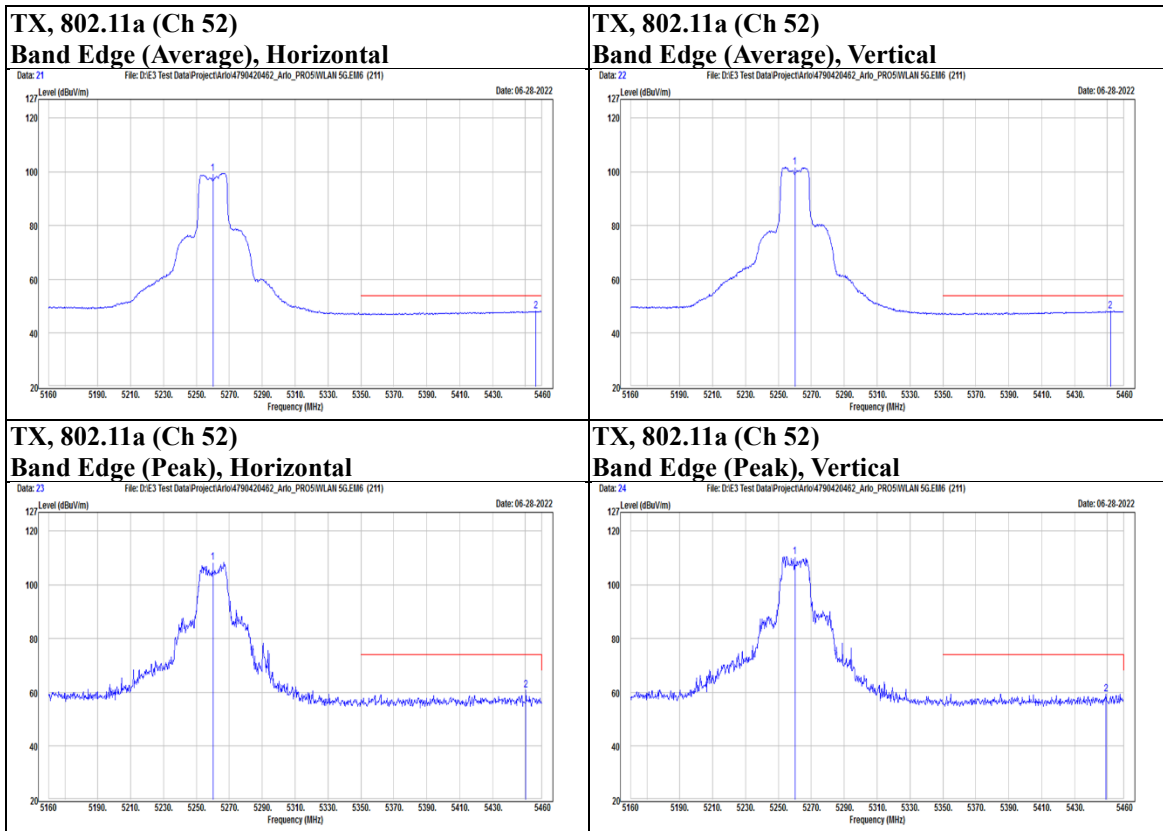 TX, 802.11a (Ch 52)
Band Edge (Average), Horizontal
Data: 21 File: D:\E3 Test Data\Project\Arlo\4790420462_Arlo_PRO5\WLAN 5G.EM6 (211)
127 Level (dBuV/m) Date: 06-28-2022
120
100
80
60
40
20
1
2
5160 5190. 5210. 5230. 5250. 5270. 5290. 5310. 5330. 5350. 5370. 5390. 5410. 5430. 5460
Frequency (MHz)
TX, 802.11a (Ch 52)
Band Edge (Average), Vertical
Data: 22 File: D:\E3 Test Data\Project\Arlo\4790420462_Arlo_PRO5\WLAN 5G.EM6 (211)
127 Level (dBuV/m) Date: 06-28-2022
120
100
80
60
40
20
1
2
5160 5190. 5210. 5230. 5250. 5270. 5290. 5310. 5330. 5350. 5370. 5390. 5410. 5430. 5460
Frequency (MHz)
TX, 802.11a (Ch 52)
Band Edge (Peak), Horizontal
Data: 23 File: D:\E3 Test Data\Project\Arlo\4790420462_Arlo_PRO5\WLAN 5G.EM6 (211)
127 Level (dBuV/m) Date: 06-28-2022
120
100
80
60
40
20
1
2
5160 5190. 5210. 5230. 5250. 5270. 5290. 5310. 5330. 5350. 5370. 5390. 5410. 5430. 5460
Frequency (MHz)
TX, 802.11a (Ch 52)
Band Edge (Peak), Vertical
Data: 24 File: D:\E3 Test Data\Project\Arlo\4790420462_Arlo_PRO5\WLAN 5G.EM6 (211)
127 Level (dBuV/m) Date: 06-28-2022
120
100
80
60
40
20
1
2
5160 5190. 5210. 5230. 5250. 5270. 5290. 5310. 5330. 5350. 5370. 5390. 5410. 5430. 5460
Frequency (MHz)